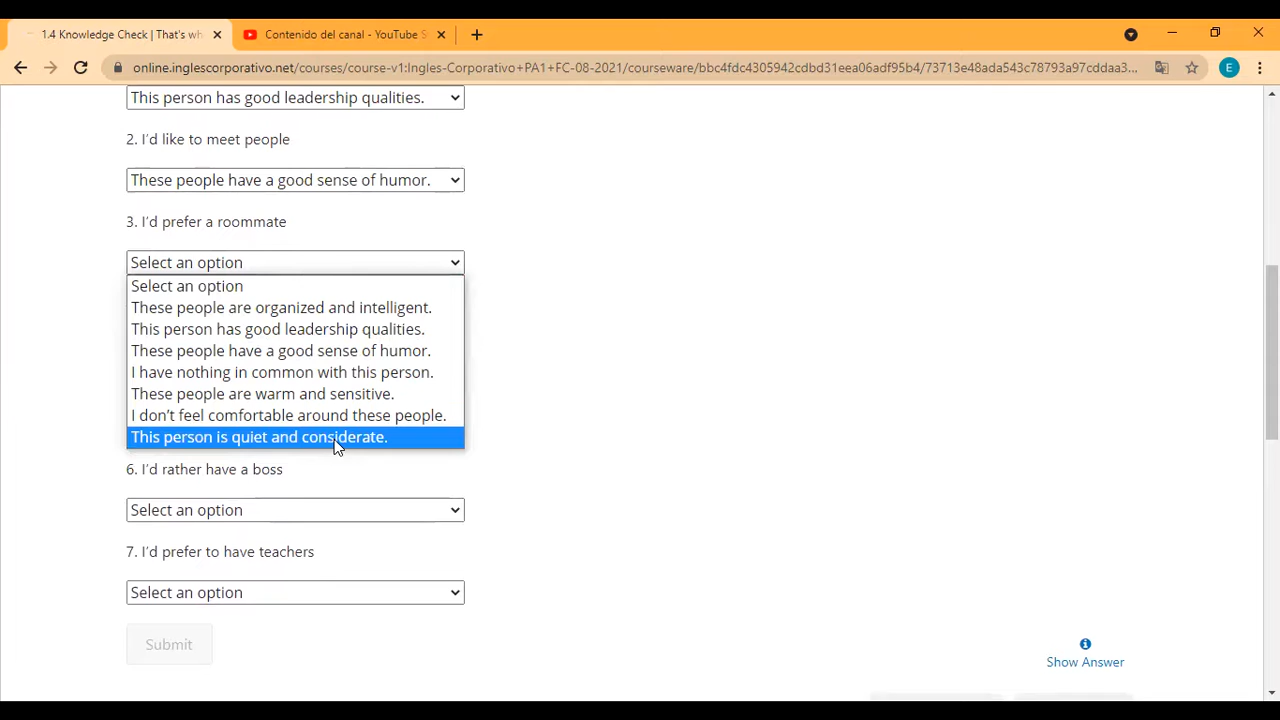 1.4 Knowledge Check | That's wh
Contenido del canal - YouTube S
online.inglescorporativo.net/courses/course-v1:Ingles-Corporativo+PA1+FC-08-2021/courseware/bbc4fdc4305942cdbd31eea06adf95b4/73713e48ada543c78793a97cddaa3...
E
This person has good leadership qualities.
2. I'd like to meet people
These people have a good sense of humor.
3. I'd prefer a roommate
Select an option
Select an option
These people are organized and intelligent.
This person has good leadership qualities.
These people have a good sense of humor.
I have nothing in common with this person.
These people are warm and sensitive.
I don't feel comfortable around these people.
This person is quiet and considerate.
6. I'd rather have a boss
Select an option
7. I'd prefer to have teachers
Select an option
Submit
Show Answer